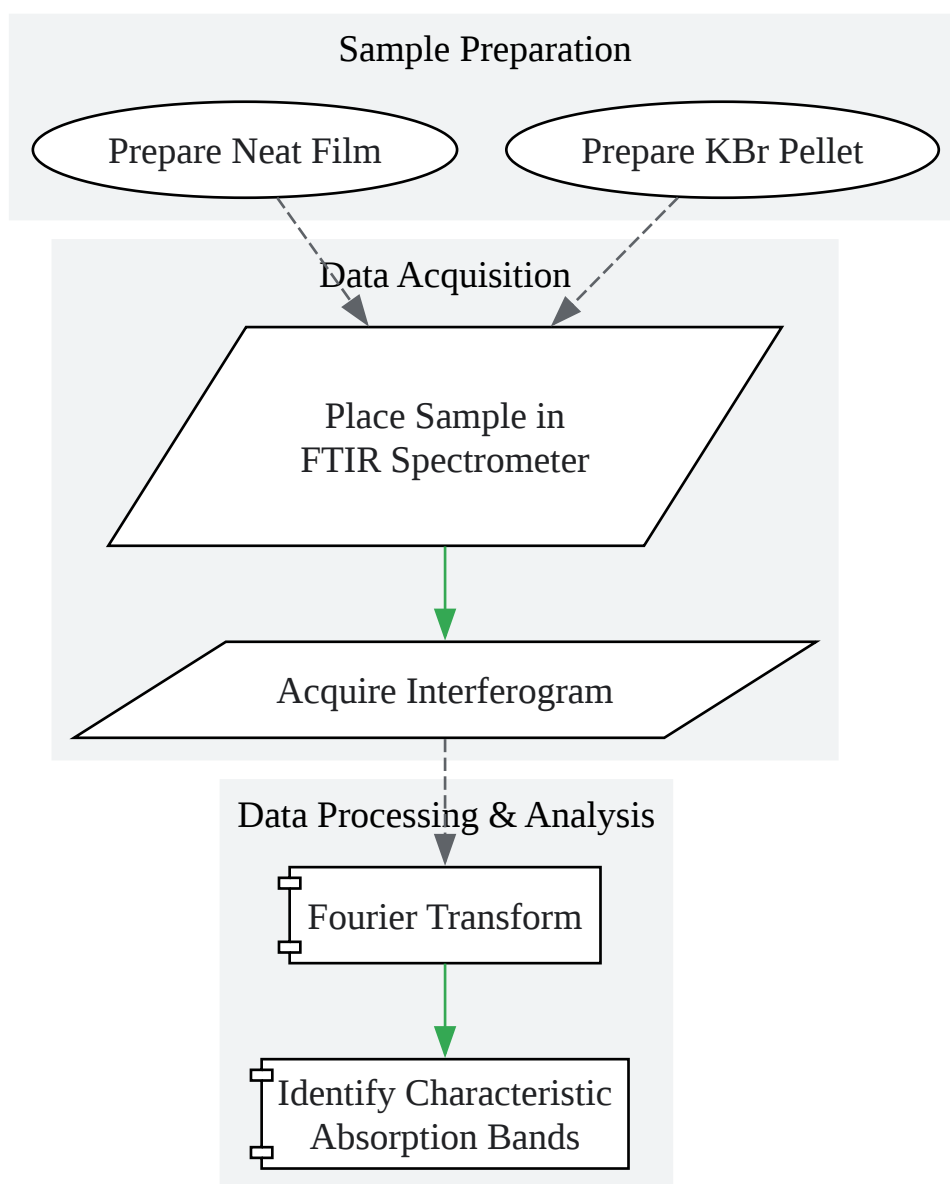 Sample Preparation
Prepare Neat Film
Prepare KBr Pellet
Data Acquisition
Place Sample in
FTIR Spectrometer
Acquire Interferogram
Data Processing & Analysis
Fourier Transform
Identify Characteristic
Absorption Bands